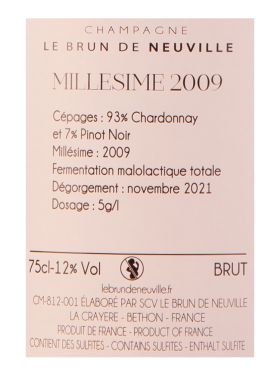 CHAMPAGNE
LE BRUN DE NEUVILLE
MILLESIME 2009
Cépages : 93% Chardonnay
et 7% Pinot Noir
Millésime : 2009
Fermentation malolactique totale
Dégorgement : novembre 2021
Dosage : 5g/l
75cl-12% Vol BRUT
lebrundeneuville.fr
CM-812-001 ÉLABORÉ PAR SCV LE BRUN DE NEUVILLE
LA CRAYERE - BETHON - FRANCE
PRODUIT DE FRANCE - PRODUCT OF FRANCE
CONTIENT DES SULFITES - CONTAINS SULFITES - ENTHALT SULFITE